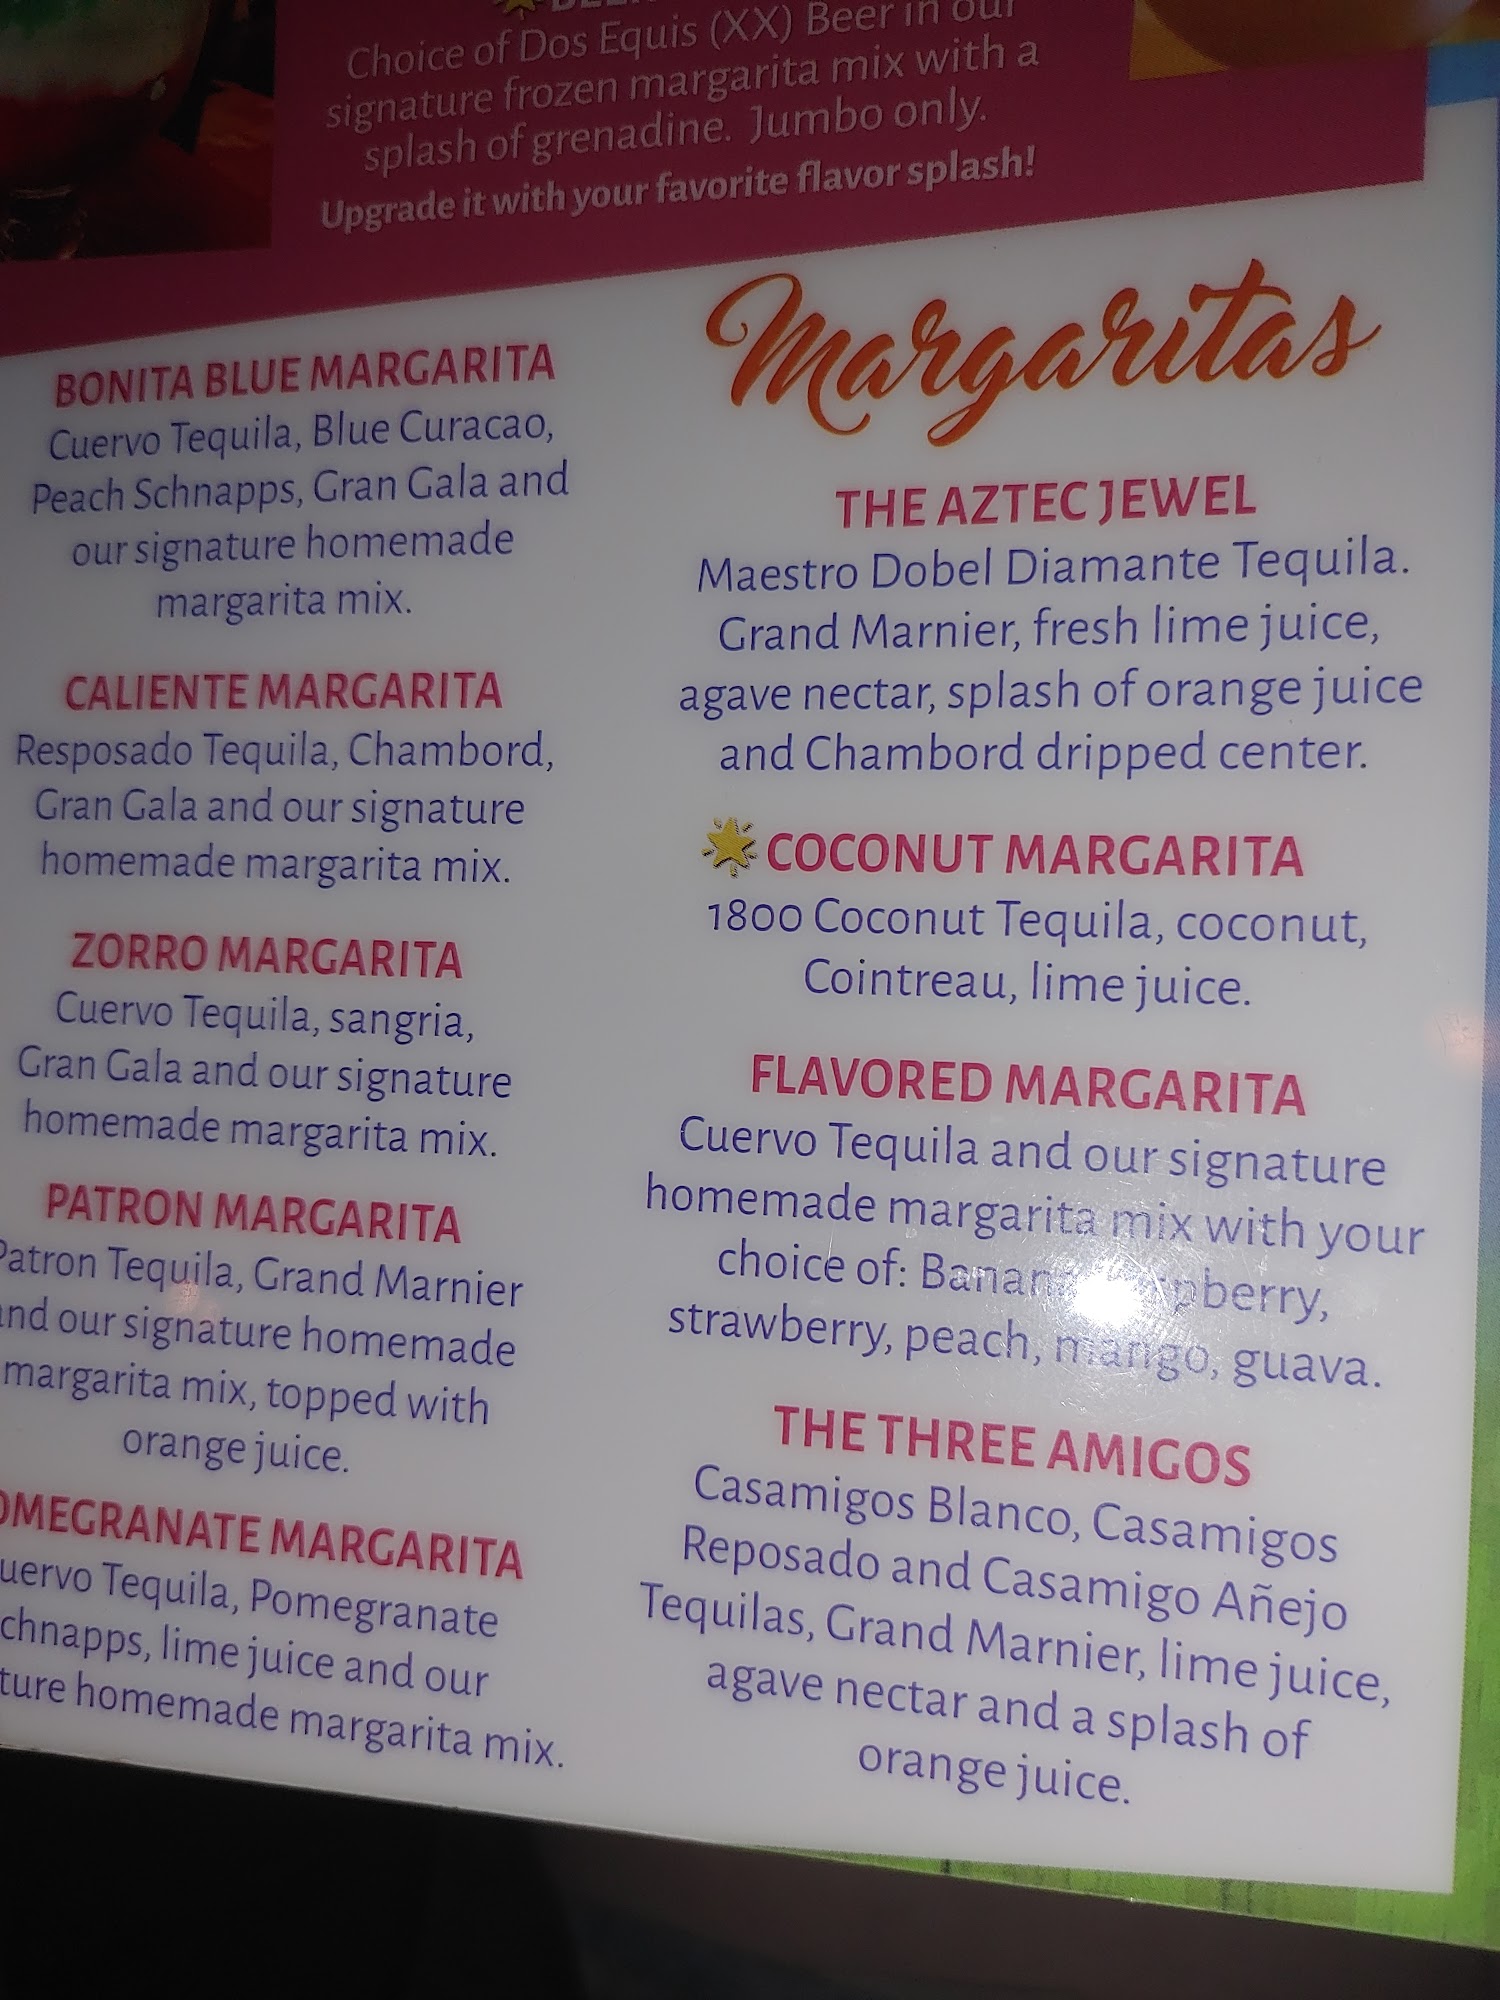 Choice of Dos Equis (XX) Beer in our
signature frozen margarita mix with a
splash of grenadine. Jumbo only.
Upgrade it with your favorite flavor splash!
Margaritas
BONITA BLUE MARGARITA
Cuervo Tequila, Blue Curacao,
Peach Schnapps, Gran Gala and
our signature homemade
margarita mix.
CALIENTE MARGARITA
Resposado Tequila, Chambord,
Gran Gala and our signature
homemade margarita mix.
ZORRO MARGARITA
Cuervo Tequila, sangria,
Gran Gala and our signature
homemade margarita mix.
PATRON MARGARITA
Patron Tequila, Grand Marnier
and our signature homemade
margarita mix, topped with
orange juice.
OMEGRANATE MARGARITA
uervo Tequila, Pomegranate
chnapps, lime juice and our
ture homemade margarita mix.
THE AZTEC JEWEL
Maestro Dobel Diamante Tequila.
Grand Marnier, fresh lime juice,
agave nectar, splash of orange juice
and Chambord dripped center.
COCONUT MARGARITA
1800 Coconut Tequila, coconut,
Cointreau, lime juice.
FLAVORED MARGARITA
Cuervo Tequila and our signature
homemade margarita mix with your
choice of: Banan pberry,
strawberry, peach, mango, guava.
THE THREE AMIGOS
Casamigos Blanco, Casamigos
Reposado and Casamigo Añejo
Tequilas, Grand Marnier, lime juice,
agave nectar and a splash of
orange juice.